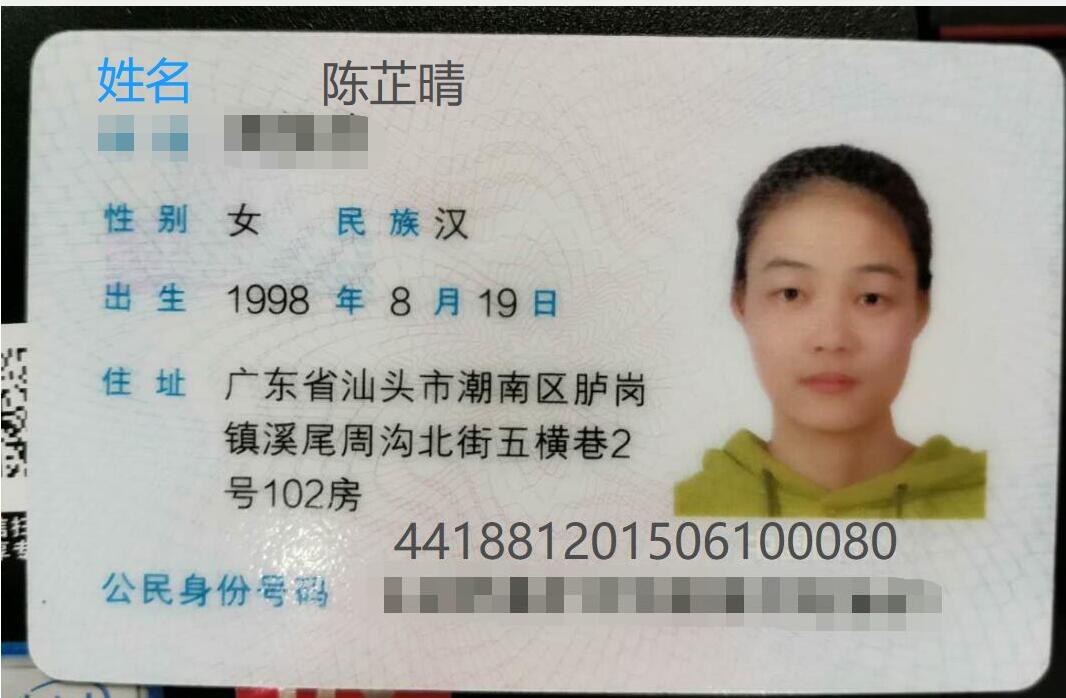 姓名 陈芷晴
性别 女 民族 汉
出生 1998 年 8 月 19 日
住址 广东省汕头市潮南区胪岗
镇溪尾周沟北街五横巷2
号102房
441881201506100080
公民身份号码